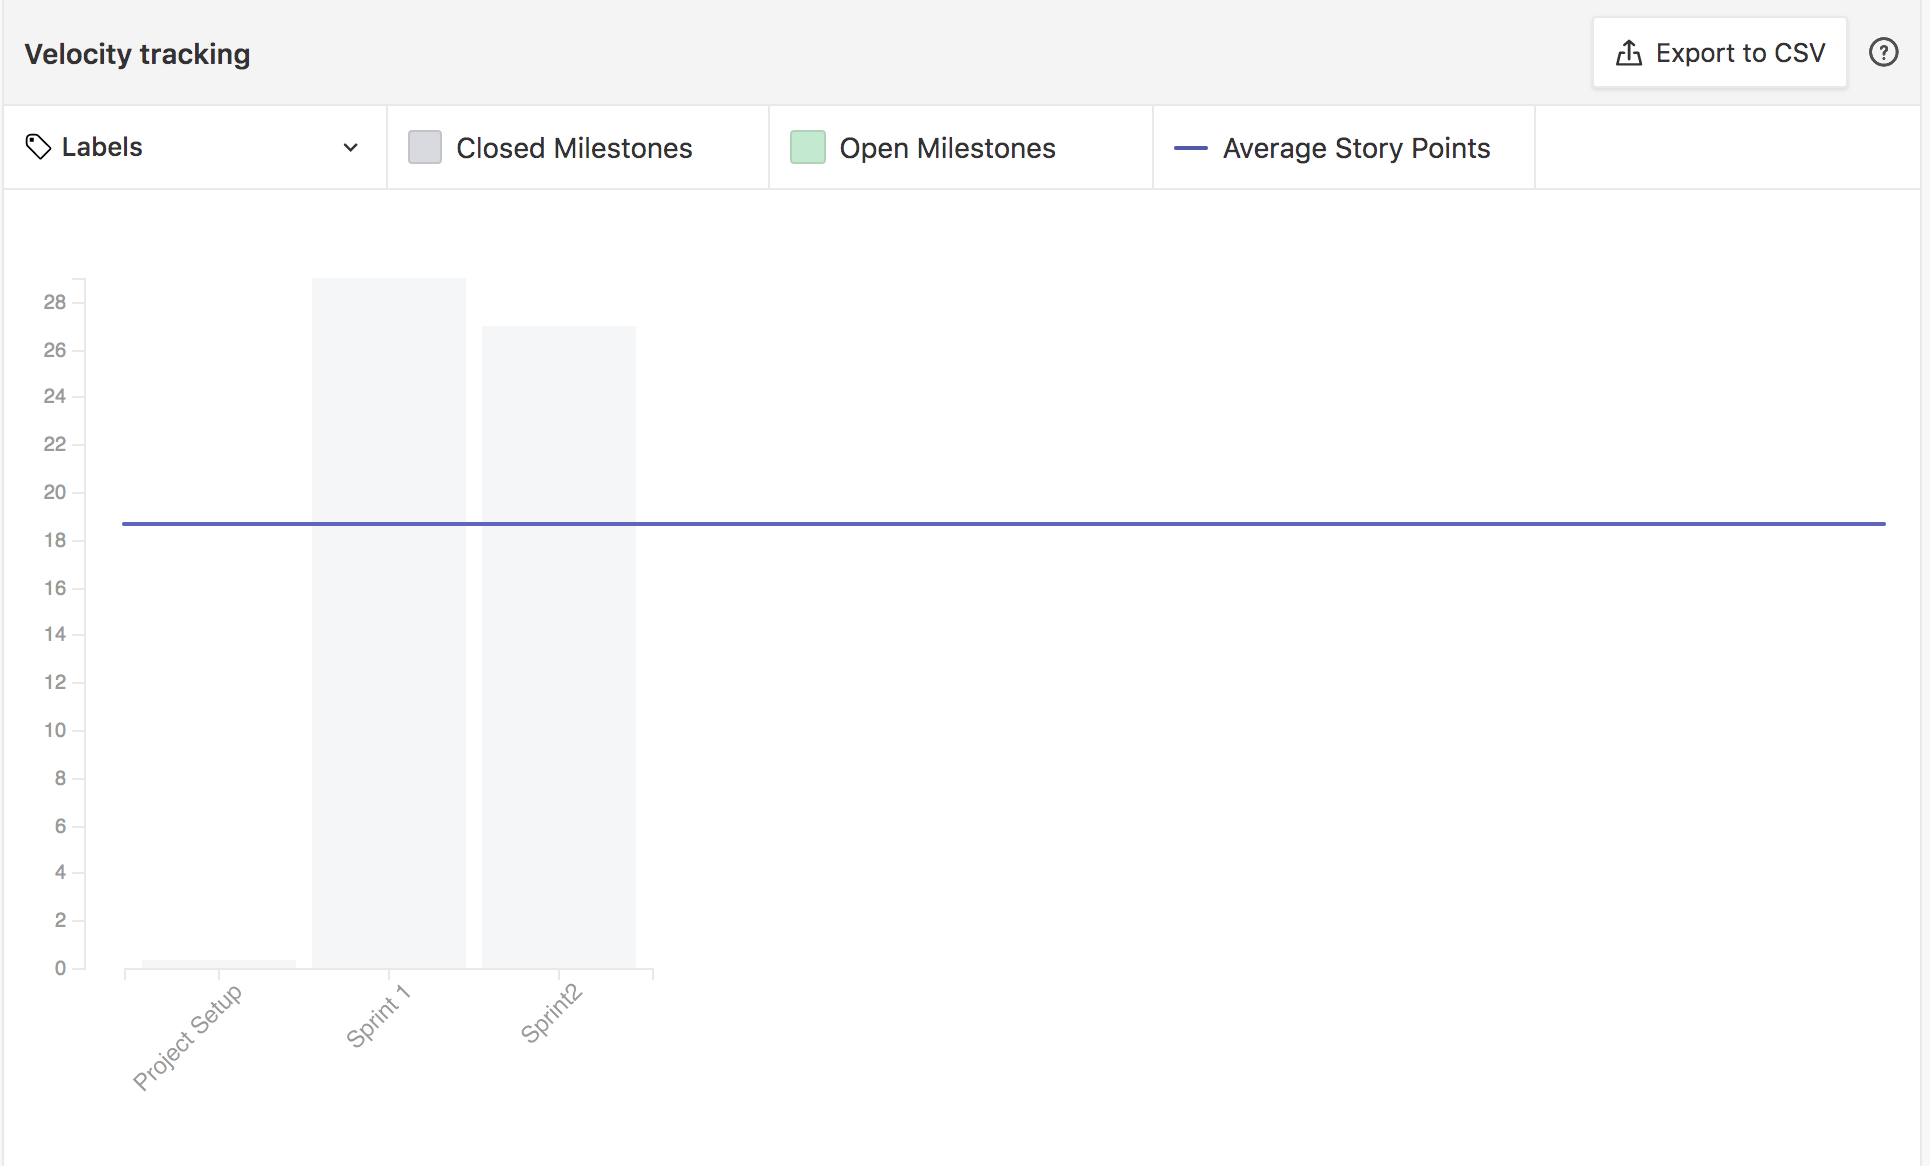 Velocity tracking
Export to CSV
?
Labels
Closed Milestones
Open Milestones
Average Story Points
28
26
24
22
20
18
16
14
12
10
8
6
4
2
0
Project Setup
Sprint 1
Sprint2